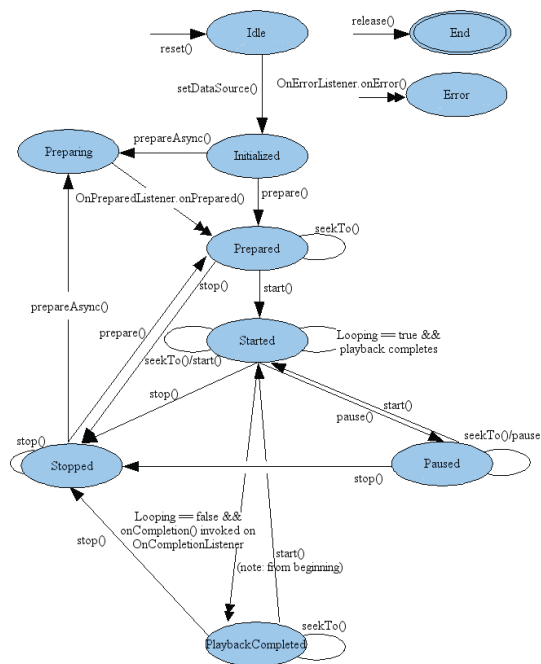 Idle
reset()
release()
End
setDataSource()
OnErrorListener.onError()
Error
prepareAsync()
Preparing
Initialized
OnPreparedListener.onPrepared()
prepare()
Prepared
seekTo()
stop()
start()
prepareAsync()
prepare()
seekTo()/start()
Started
Looping == true &&
playback completes
stop()
start()
pause()
stop()
Stopped
seekTo()/pause
Paused
stop()
Looping == false &&
onCompletion() invoked on
OnCompletionListener
stop()
start()
(note: from beginning)
PlaybackCompleted
seekTo()